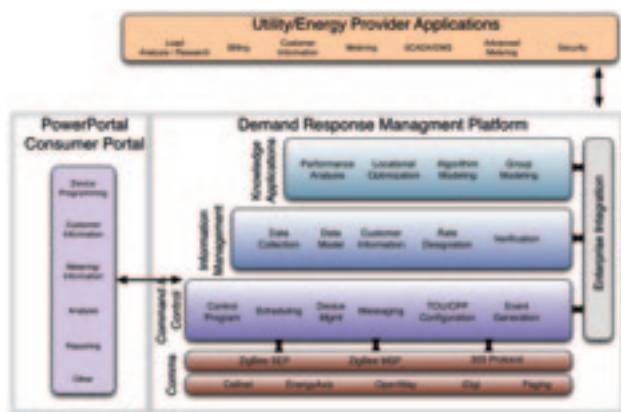 Utility/Energy Provider Applications
Load
Analysis / Research
Billing
Customer
Information
Metering
SCADA/DMS
Advanced
Metering
Security
PowerPortal
Consumer Portal
Device
Programming
Customer
Information
Metering
Information
Analysis
Reporting
Other
Demand Response Managment Platform
Knowledge
Applications
Performance
Analysis
Locational
Optimization
Algorithm
Modeling
Group
Modeling
Information
Management
Data
Collection
Data
Model
Customer
Information
Rate
Designation
Verification
Command &
Control
Control
Program
Scheduling
Device
Mgmt
Messaging
TOU/CPP
Configuration
Event
Generation
Enterprise Integration
Comms
ZigBee SEP
ZigBee MSP
Protocol
Cellnet
EnergyAxis
OpenWay
iDigi
Paging